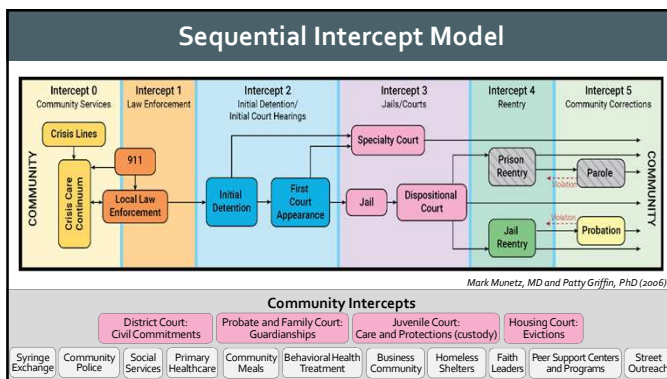 Sequential Intercept Model
Intercept 0
Community Services
Intercept 1
Law Enforcement
Intercept 2
Initial Detention/
Initial Court Hearings
Intercept 3
Jails/Courts
Intercept 4
Reentry
Intercept 5
Community Corrections
COMMUNITY
Crisis Lines
Crisis Care
Continuum
911
Local Law
Enforcement
Initial
Detention
First
Court
Appearance
Specialty Court
Jail
Dispositional
Court
Prison
Reentry
Violation
Parole
Jail
Reentry
Violation
Probation
COMMUNITY
Mark Munetz, MD and Patty Griffin, PhD (2006)
Community Intercepts
District Court:
Civil Commitments
Probate and Family Court:
Guardianships
Juvenile Court:
Care and Protections (custody)
Housing Court:
Evictions
Syringe
Exchange
Community
Police
Social
Services
Primary
Healthcare
Community
Meals
Behavioral Health
Treatment
Business
Community
Homeless
Shelters
Faith
Leaders
Peer Support Centers
and Programs
Street
Outreach